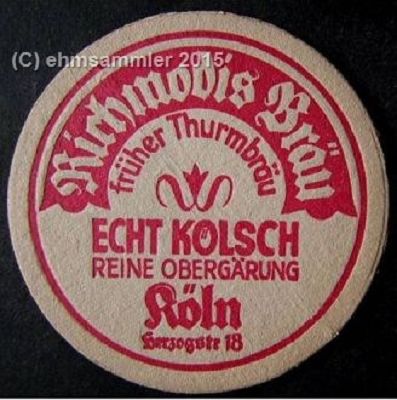 (C) ehmsammler 2015
Richmodis Bräu
früher Thurmbräu
ECHT KÖLSCH
REINE OBERGÄRUNG
Köln
Herzogstr 18